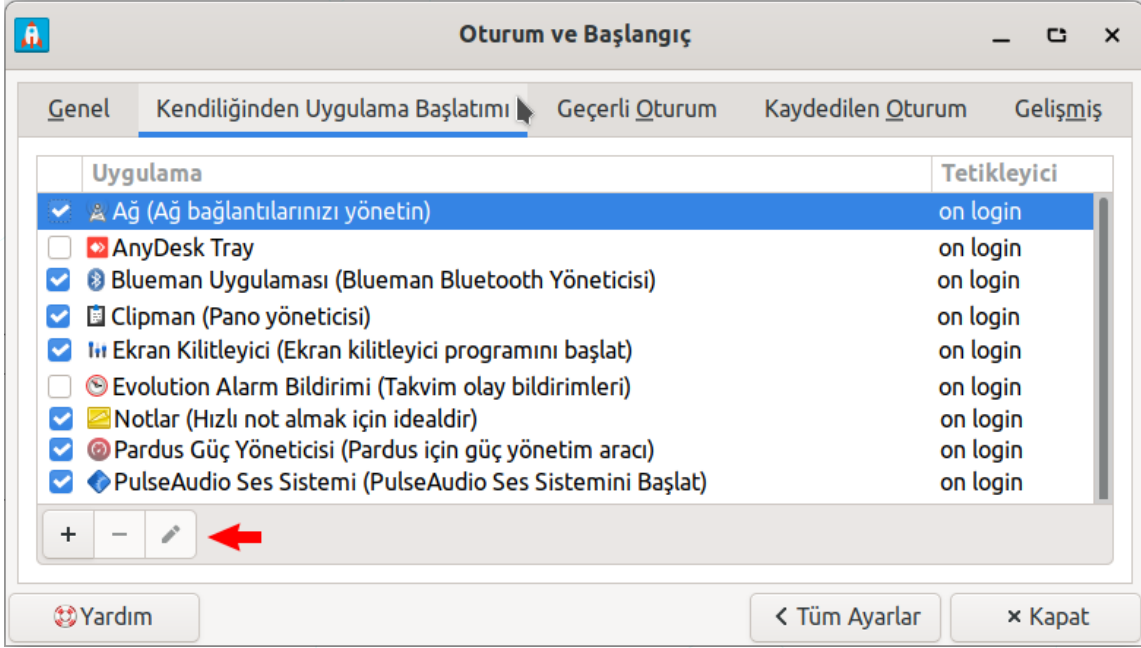 Oturum ve Başlangıç
Genel Kendiliğinden Uygulama Başlatımı Geçerli Oturum Kaydedilen Oturum Gelişmiş
Uygulama Tetikleyici
Ağ (Ağ bağlantılarınızı yönetin) on login
AnyDesk Tray on login
Blueman Uygulaması (Blueman Bluetooth Yöneticisi) on login
Clipman (Pano yöneticisi) on login
Ekran Kilitleyici (Ekran kilitleyici programını başlat) on login
Evolution Alarm Bildirimi (Takvim olay bildirimleri) on login
Notlar (Hızlı not almak için idealdir) on login
Pardus Güç Yöneticisi (Pardus için güç yönetim aracı) on login
PulseAudio Ses Sistemi (PulseAudio Ses Sistemini Başlat) on login
Yardım Tüm Ayarlar Kapat